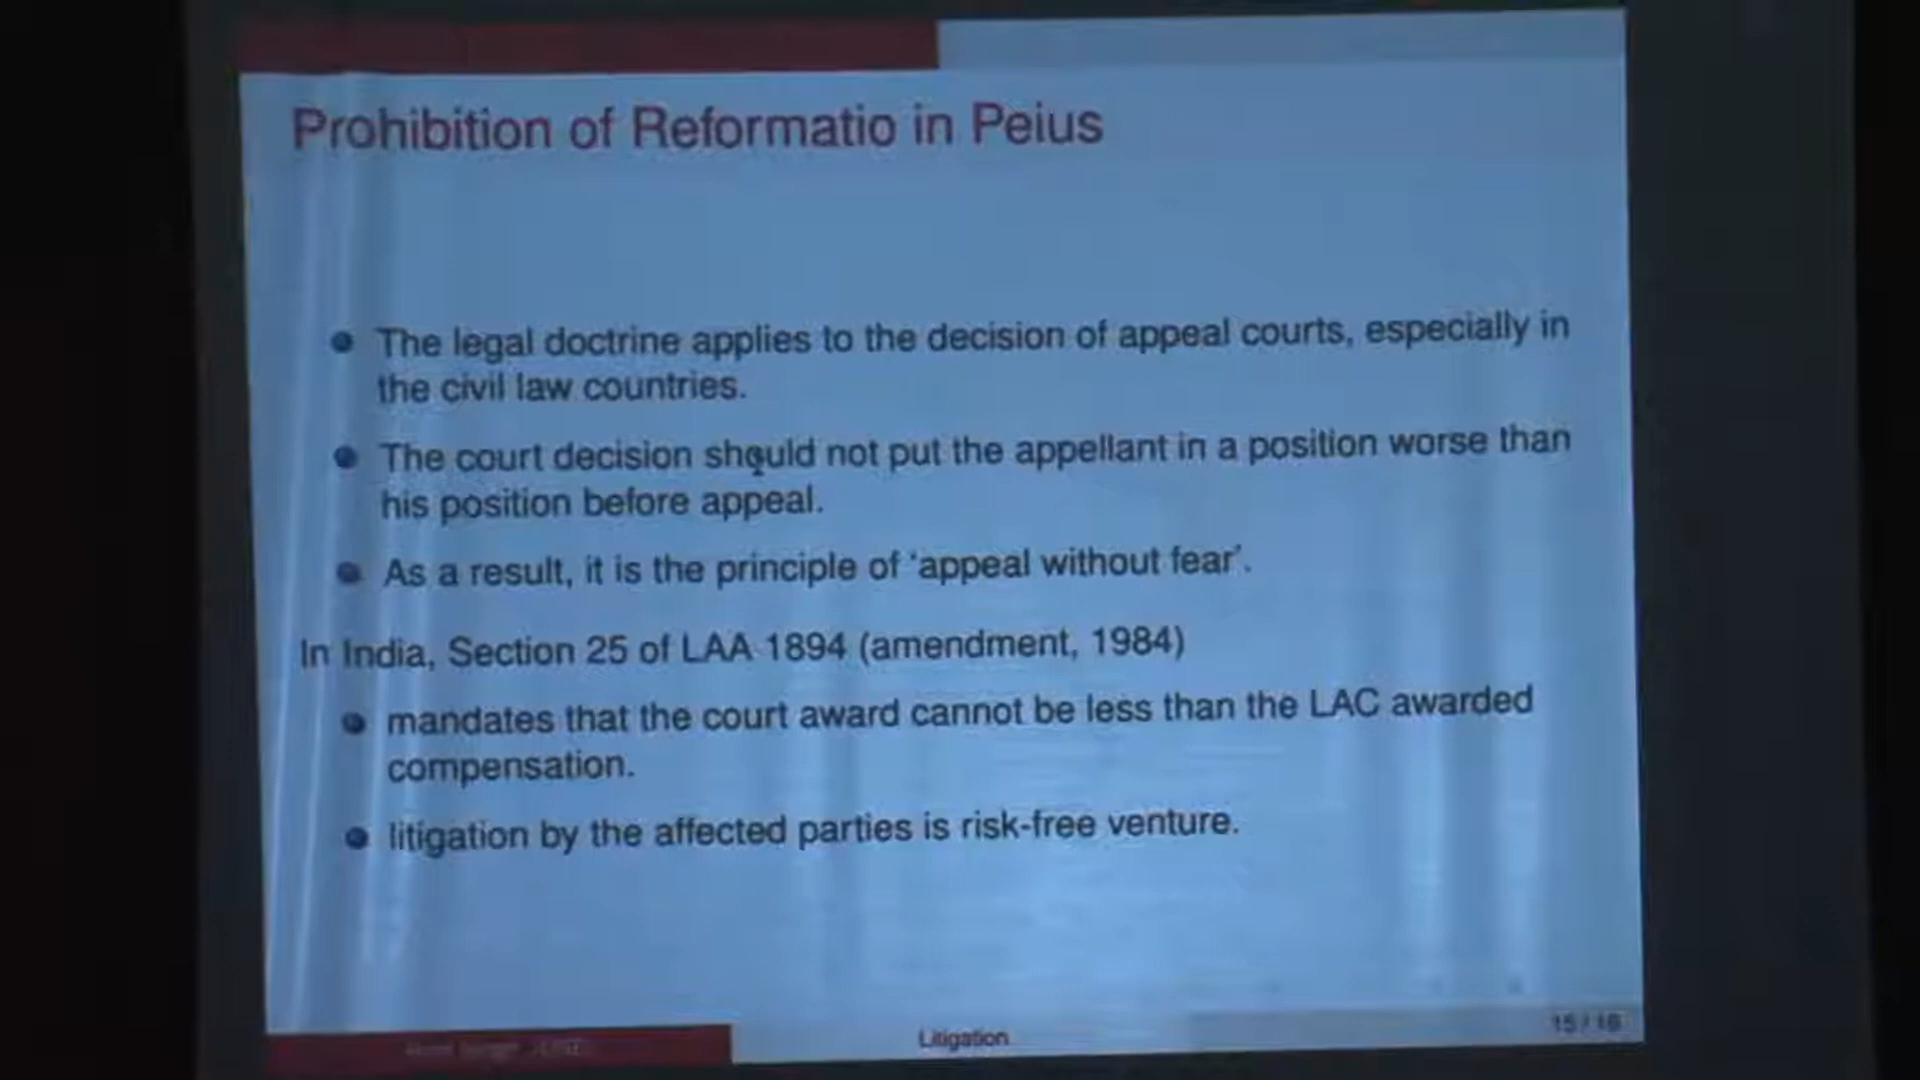 Prohibition of Reformatio in Peius
The legal doctrine applies to the decision of appeal courts, especially in
the civil law countries.
The court decision should not put the appellant in a position worse than
his position before appeal.
As a result, it is the principle of 'appeal without fear'.
In India, Section 25 of LAA 1894 (amendment, 1984)
mandates that the court award cannot be less than the LAC awarded
compensation.
litigation by the affected parties is risk-free venture.
Litigation